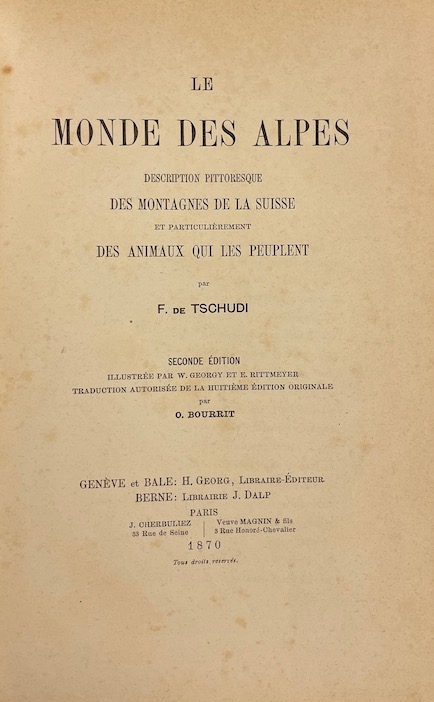 LE
MONDE DES ALPES
DESCRIPTION PITTORESQUE
DES MONTAGNES DE LA SUISSE
ET PARTICULIÈREMENT
DES ANIMAUX QUI LES PEUPLENT
par
F. DE TSCHUDI
SECONDE ÉDITION
ILLUSTRÉE PAR W. GEORGY ET E. RITTMEYER
TRADUCTION AUTORISÉE DE LA HUITIÈME ÉDITION ORIGINALE
par
O. BOURRIT
GENÈVE et BALE: H. GEORG, LIBRAIRE-ÉDITEUR
BERNE: LIBRAIRIE J. DALP
PARIS
J. CHERBULIEZ
33 Rue de Seine
Veuve MAGNIN & fils
3 Rue Honoré-Chevalier
1870
Tous droits, reservés.